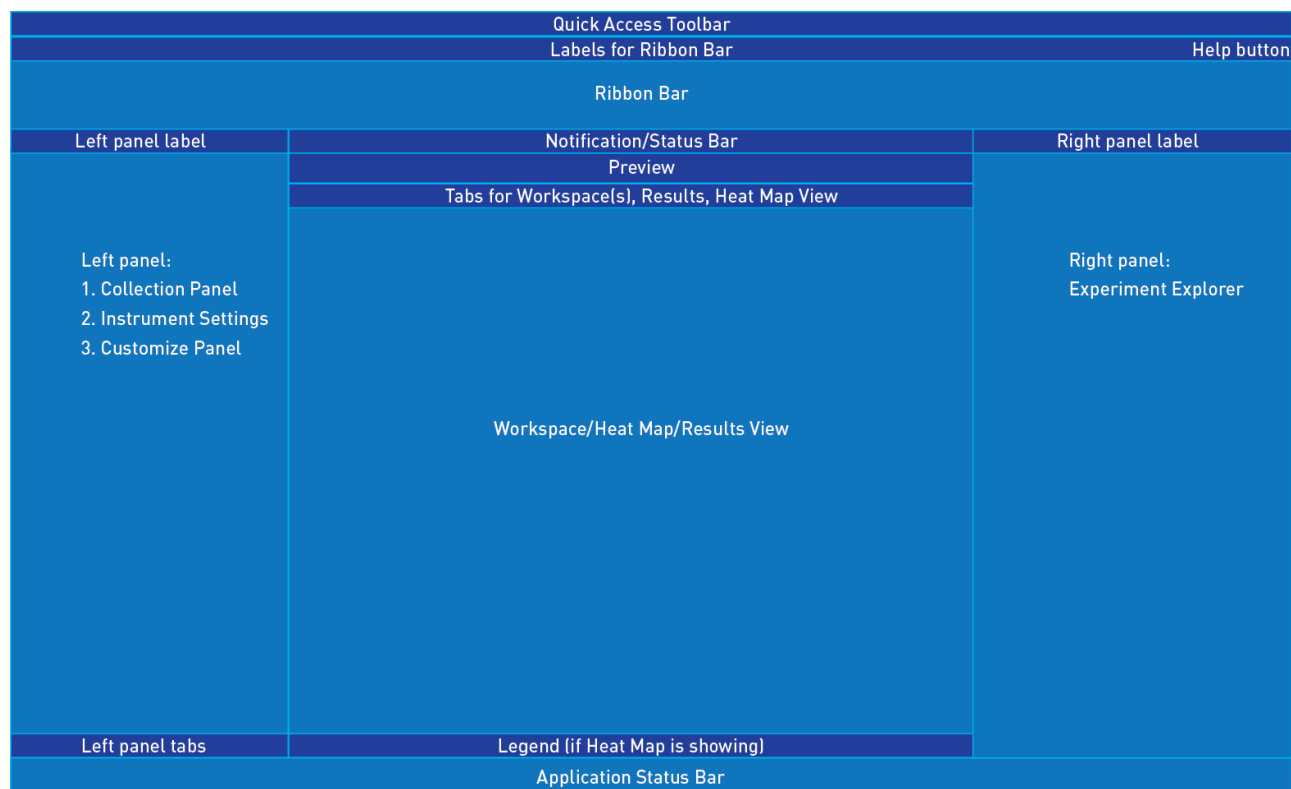 Quick Access Toolbar
Labels for Ribbon Bar
Help button
Ribbon Bar
Left panel label
Notification/Status Bar
Right panel label
Preview
Tabs for Workspace(s), Results, Heat Map View
Left panel:
1. Collection Panel
2. Instrument Settings
3. Customize Panel
Right panel:
Experiment Explorer
Workspace/Heat Map/Results View
Left panel tabs
Legend (if Heat Map is showing)
Application Status Bar